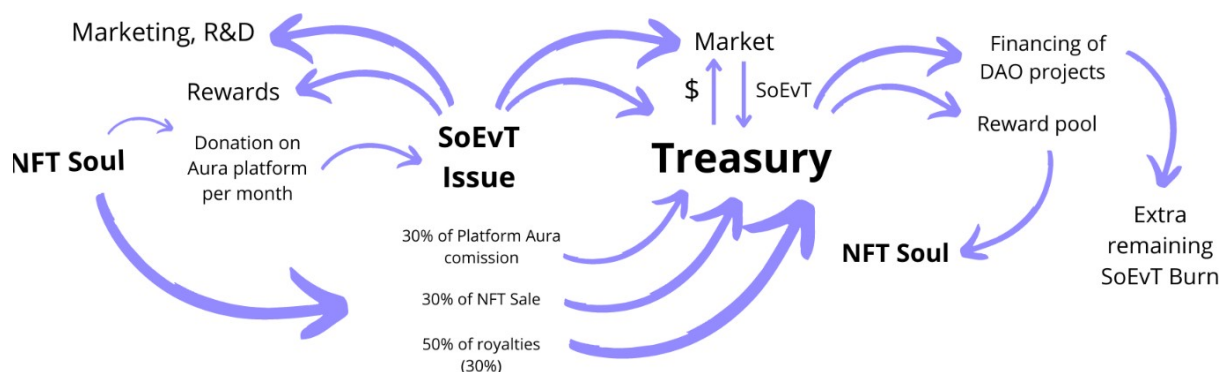 Marketing, R&D
Rewards
NFT Soul
Donation on
Aura platform
per month
SoEvT
Issue
Market
$
SoEvT
Treasury
30% of Platform Aura
comission
30% of NFT Sale
50% of royalties
(30%)
Financing of
DAO projects
Reward pool
NFT Soul
Extra
remaining
SoEvT Burn